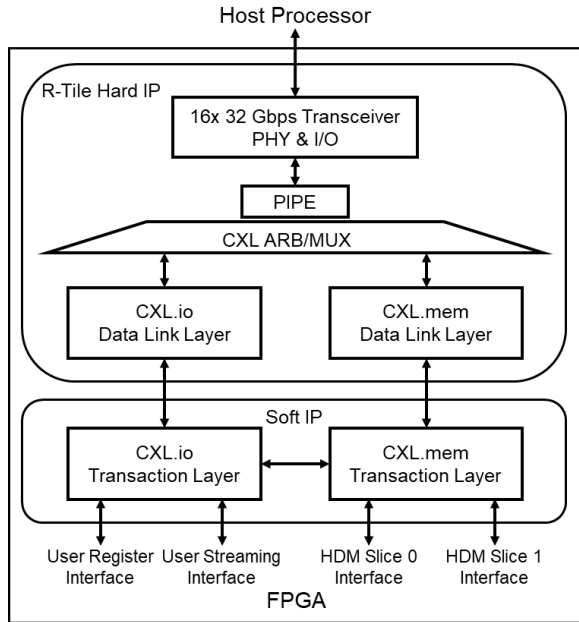 Host Processor
R-Tile Hard IP
16x 32 Gbps Transceiver
PHY & I/O
PIPE
CXL ARB/MUX
CXL.io
Data Link Layer
CXL.mem
Data Link Layer
Soft IP
CXL.io
Transaction Layer
CXL.mem
Transaction Layer
User Register
Interface
User Streaming
Interface
HDM Slice 0
Interface
HDM Slice 1
Interface
FPGA